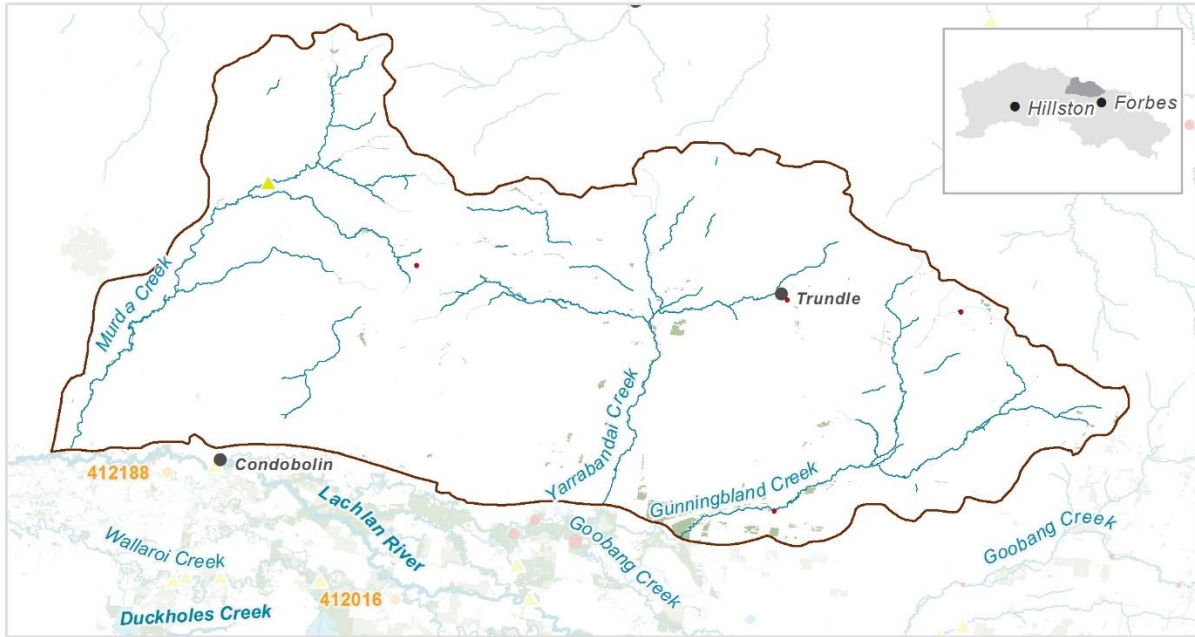 Hillston
Forbes
Murda Creek
Trundle
Yarrabandai Creek
Condobolin
412188
Gunningbland Creek
Lachlan River
Goobang Creek
Goobang Creek
Wallaroi Creek
412016
Duckholes Creek